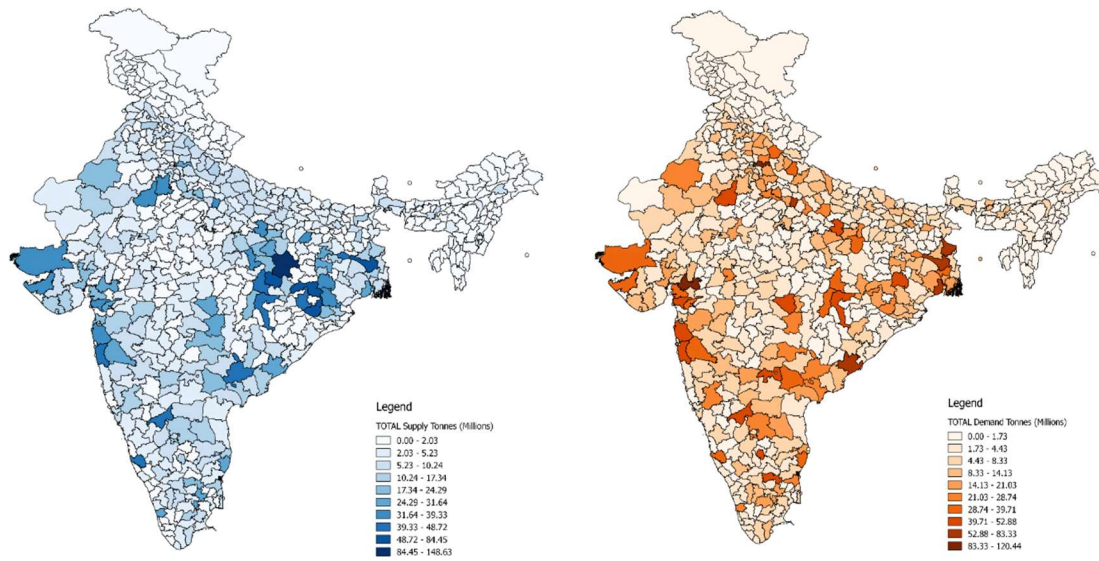 Legend
TOTAL Supply Tonnes (Millions)
0.00 - 2.03
2.03 - 5.23
5.23 - 10.24
10.24 - 17.34
17.34 - 24.29
24.29 - 31.64
31.64 - 39.33
39.33 - 48.72
48.72 - 84.45
84.45 - 148.63
Legend
TOTAL Demand Tonnes (Millions)
0.00 - 1.73
1.73 - 4.43
4.43 - 8.33
8.33 - 14.13
14.13 - 21.03
21.03 - 28.74
28.74 - 39.71
39.71 - 52.88
52.88 - 83.33
83.33 - 120.44